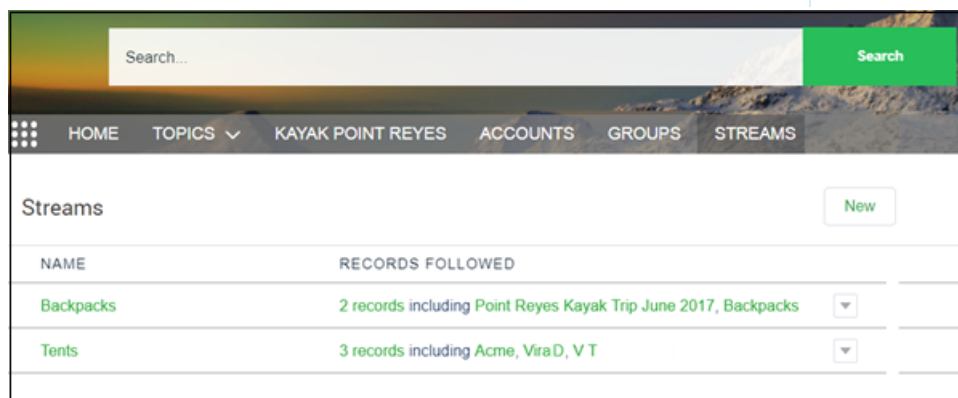 Search...
Search
HOME TOPICS KAYAK POINT REYES ACCOUNTS GROUPS STREAMS
Streams
New
NAME RECORDS FOLLOWED
Backpacks 2 records including Point Reyes Kayak Trip June 2017, Backpacks
Tents 3 records including Acme, Vira D, V T